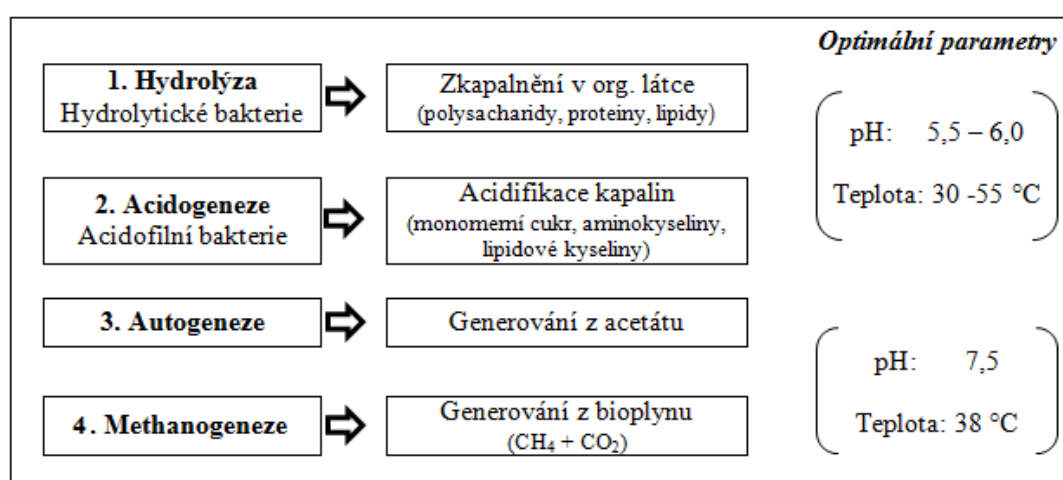 Optimální parametry
1. Hydrolýza
Hydrolytické bakterie
Zkapalnění v org. látce
(polysacharidy, proteiny, lipidy)
pH: 5,5 – 6,0
Teplota: 30 -55 °C
2. Acidogeneze
Acidofilní bakterie
Acidifikace kapalin
(monomerní cukr, aminokyseliny,
lipidové kyseliny)
3. Autogeneze
Generování z acetátu
pH: 7,5
Teplota: 38 °C
4. Methanogeneze
Generování z bioplynu
(CH₄ + CO₂)